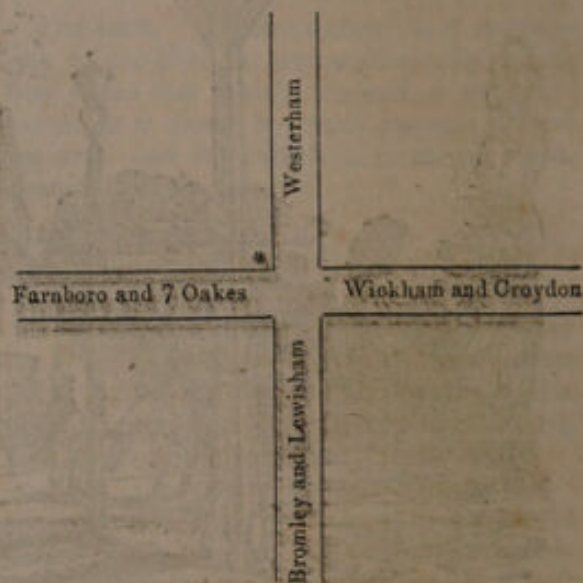 Westerham
*
Farnboro and 7 Oakes
Wickham and Croydon
Bromley and Lewisham